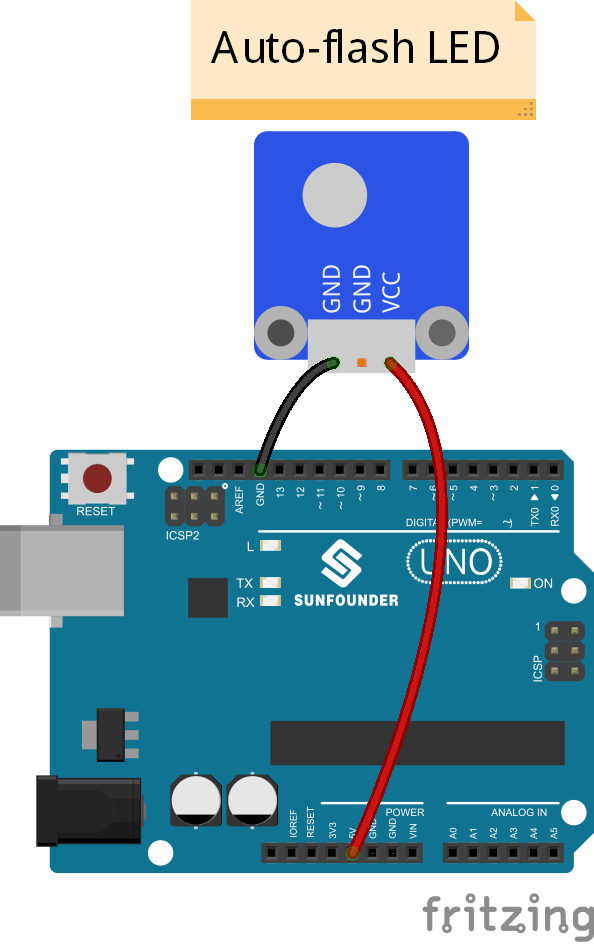 Auto-flash LED
GND
GND
VCC
RESET
ICSP2
AREF
GND
13
12
~11
~10
~9
8
7
~6
~5
4
~3
2
TX0 ▶ 1
RX0 ◀ 0
DIGITAL (PWM= ~)
L
TX
RX
SUNFOUNDER
UNO
ON
1
ICSP
IOREF
RESET
3V3
5V
GND
GND
VIN
POWER
ANALOG IN
A0
A1
A2
A3
A4
A5
fritzing